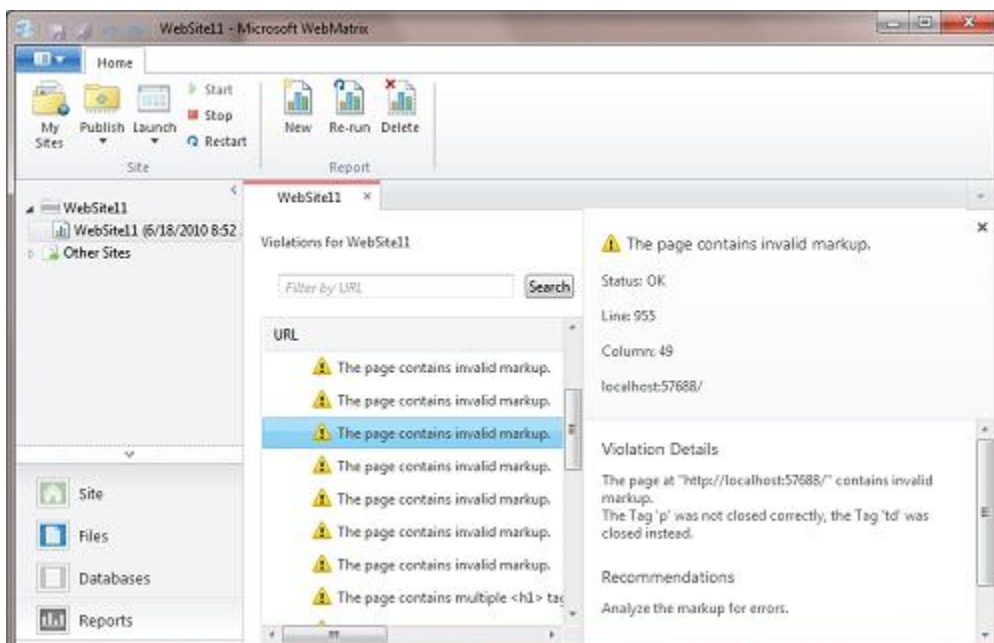 WebSite11 - Microsoft WebMatrix
Home
My Sites
Publish
Launch
Start
Stop
Restart
Site
New
Re-run
Delete
Report
WebSite11
WebSite11 (6/18/2010 8:52
Other Sites
Site
Files
Databases
Reports
WebSite11
Violations for WebSite11
Filter by URL
Search
URL
The page contains invalid markup.
The page contains invalid markup.
The page contains invalid markup.
The page contains invalid markup.
The page contains invalid markup.
The page contains invalid markup.
The page contains invalid markup.
The page contains multiple <h1> tag
The page contains invalid markup.
Status: OK
Line: 955
Column: 49
localhost:57688/
Violation Details
The page at "http://localhost:57688/" contains invalid
markup.
The Tag 'p' was not closed correctly, the Tag 'td' was
closed instead.
Recommendations
Analyze the markup for errors.